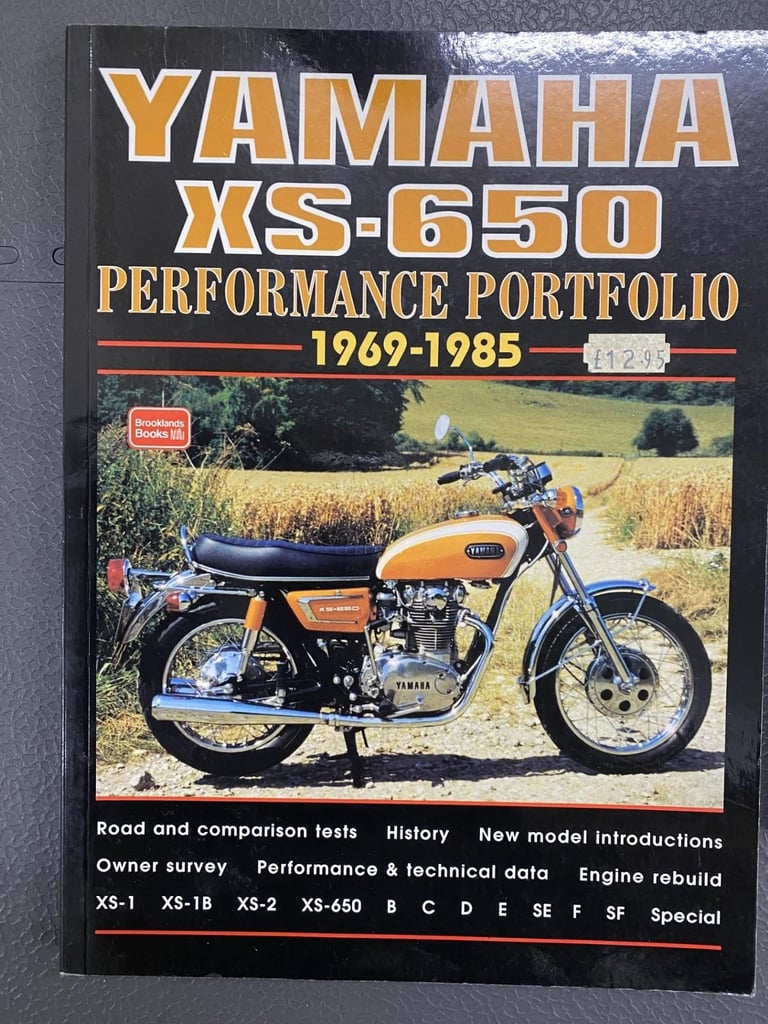 YAMAHA
XS-650
PERFORMANCE PORTFOLIO
1969-1985
£12.95
Brooklands
Books
YAMAHA
XS-650
YAMAHA
Road and comparison tests History New model introductions
Owner survey Performance & technical data Engine rebuild
XS-1 XS-1B XS-2 XS-650 B C D E SE F SF Special